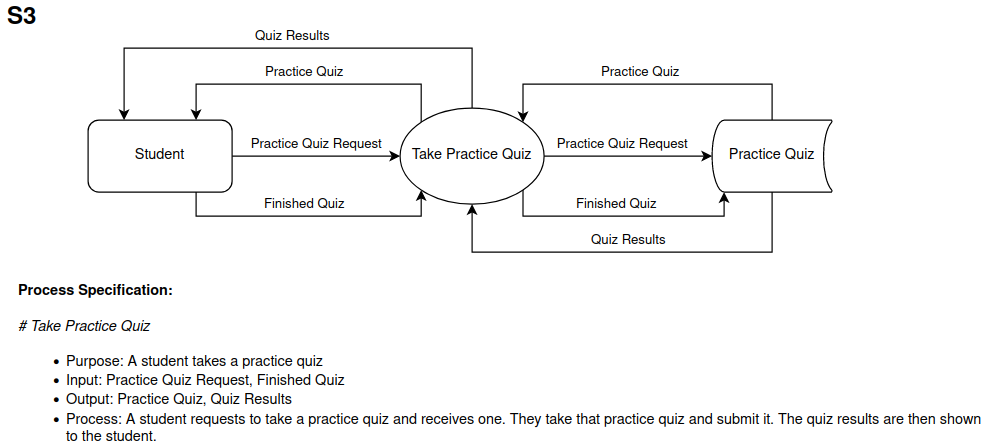 S3
Quiz Results
Practice Quiz
Practice Quiz
Student
Practice Quiz Request
Take Practice Quiz
Practice Quiz Request
Practice Quiz
Finished Quiz
Finished Quiz
Quiz Results
Process Specification:
# Take Practice Quiz
• Purpose: A student takes a practice quiz
• Input: Practice Quiz Request, Finished Quiz
• Output: Practice Quiz, Quiz Results
• Process: A student requests to take a practice quiz and receives one. They take that practice quiz and submit it. The quiz results are then shown
to the student.